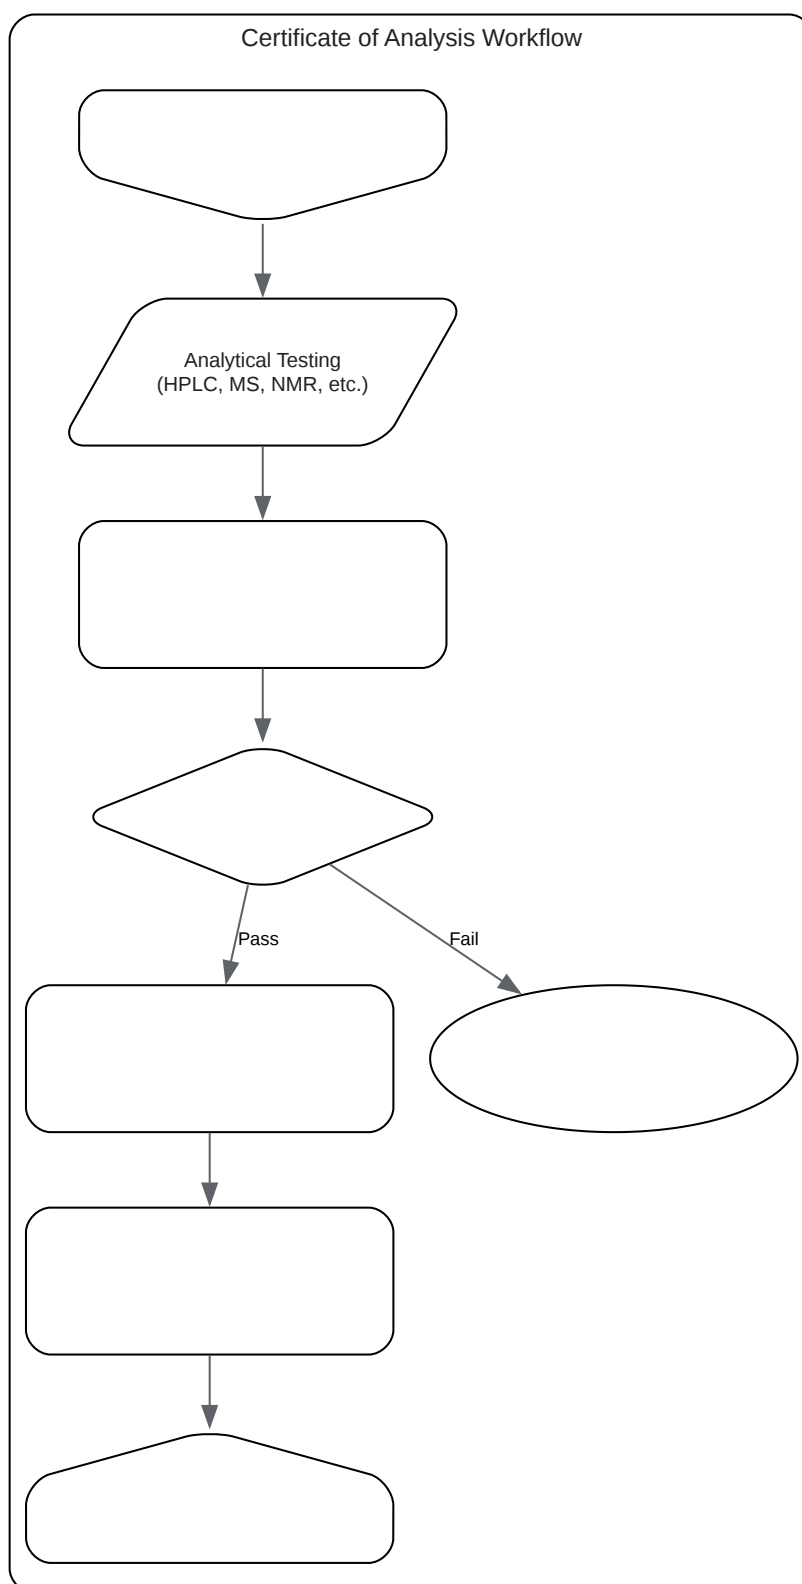 Certificate of Analysis Workflow
Analytical Testing
(HPLC, MS, NMR, etc.)
Pass
Fail